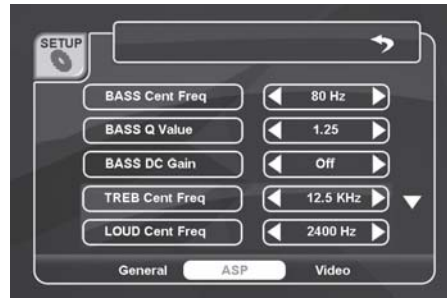 SETUP
BASS Cent Freq 80 Hz
BASS Q Value 1.25
BASS DC Gain Off
TREB Cent Freq 12.5 KHz
LOUD Cent Freq 2400 Hz
General ASP Video